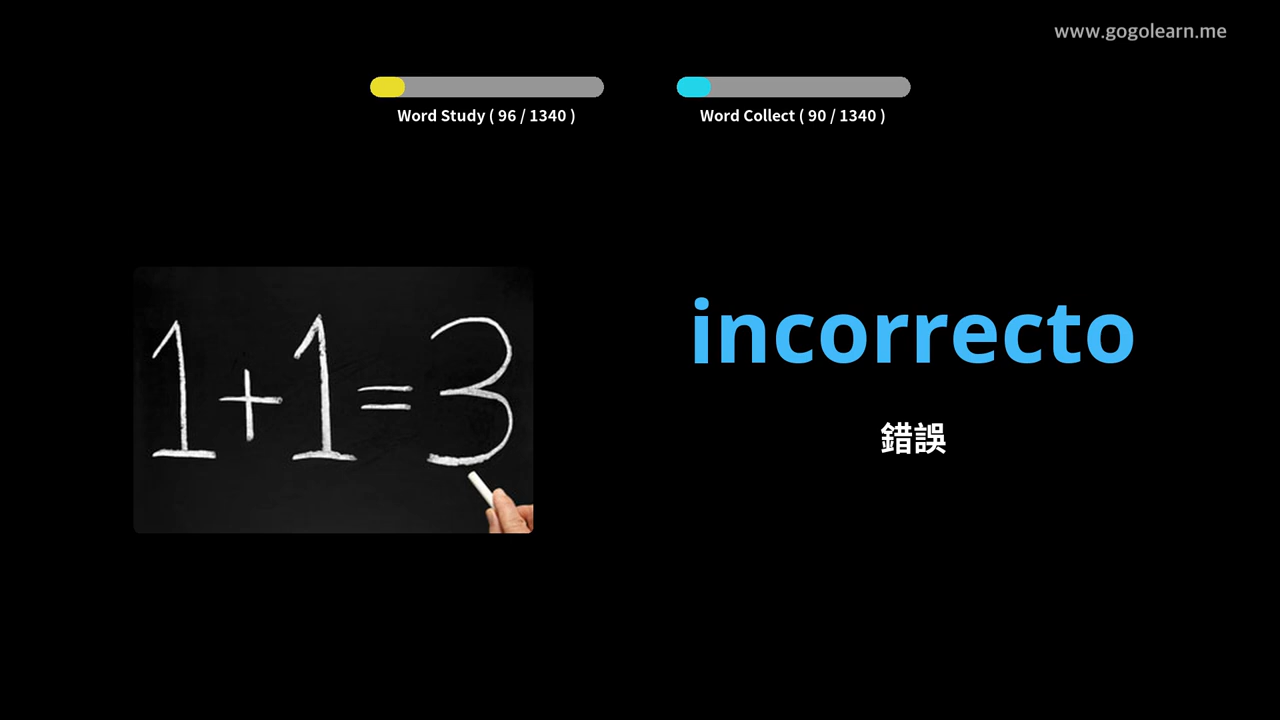 www.gogolearn.me
Word Study ( 96 / 1340 )
Word Collect ( 90 / 1340 )
1+1=3
incorrecto
錯誤